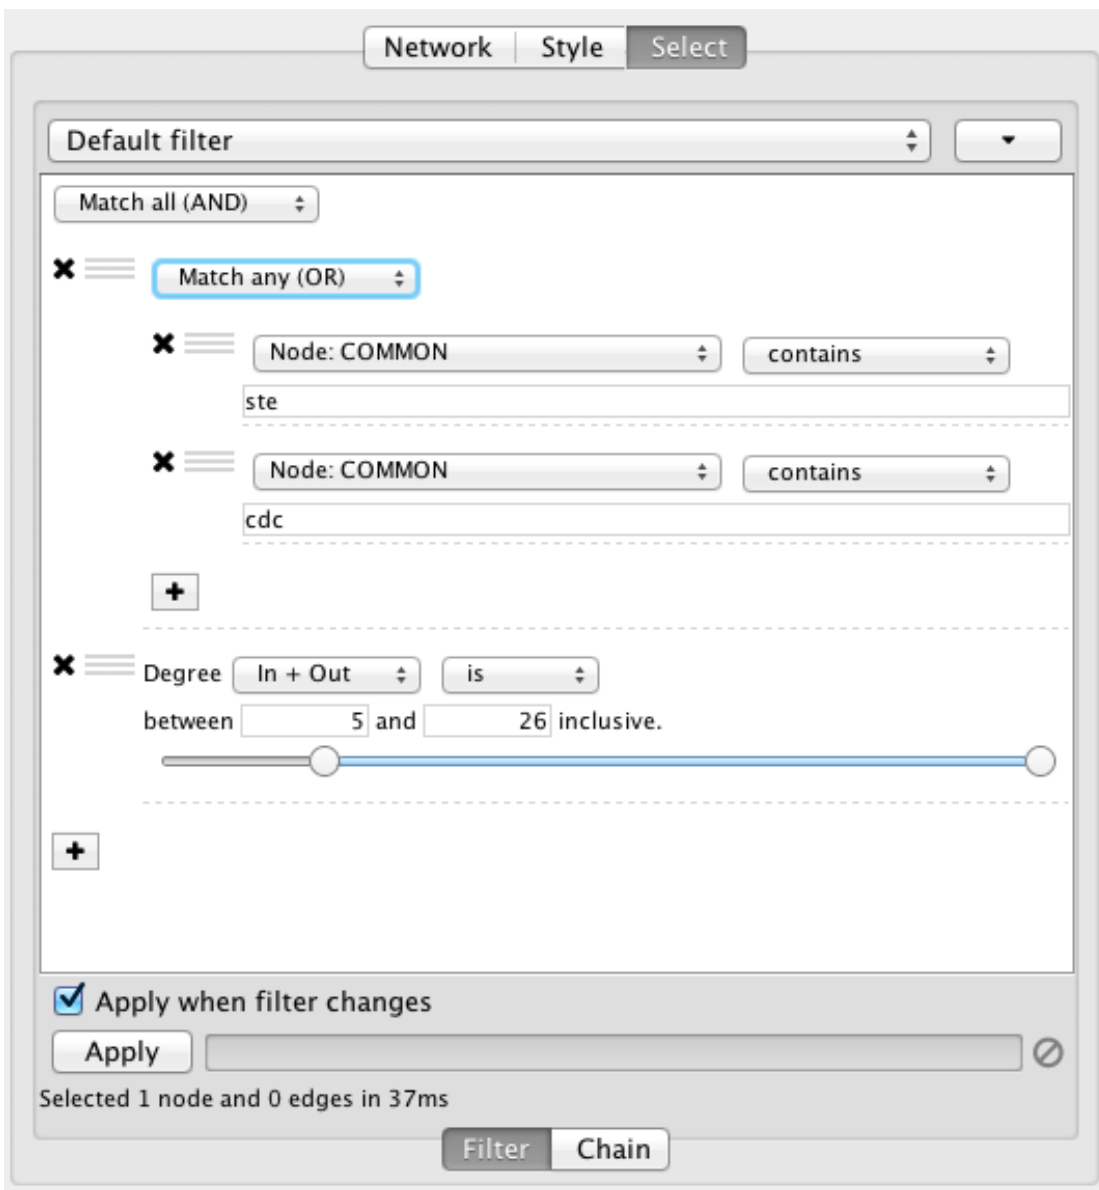 Network Style Select
Default filter
Match all (AND)
Match any (OR)
Node: COMMON contains
ste
Node: COMMON contains
cdc
Degree In + Out is
between 5 and 26 inclusive.
Apply when filter changes
Apply
Selected 1 node and 0 edges in 37ms
Filter Chain